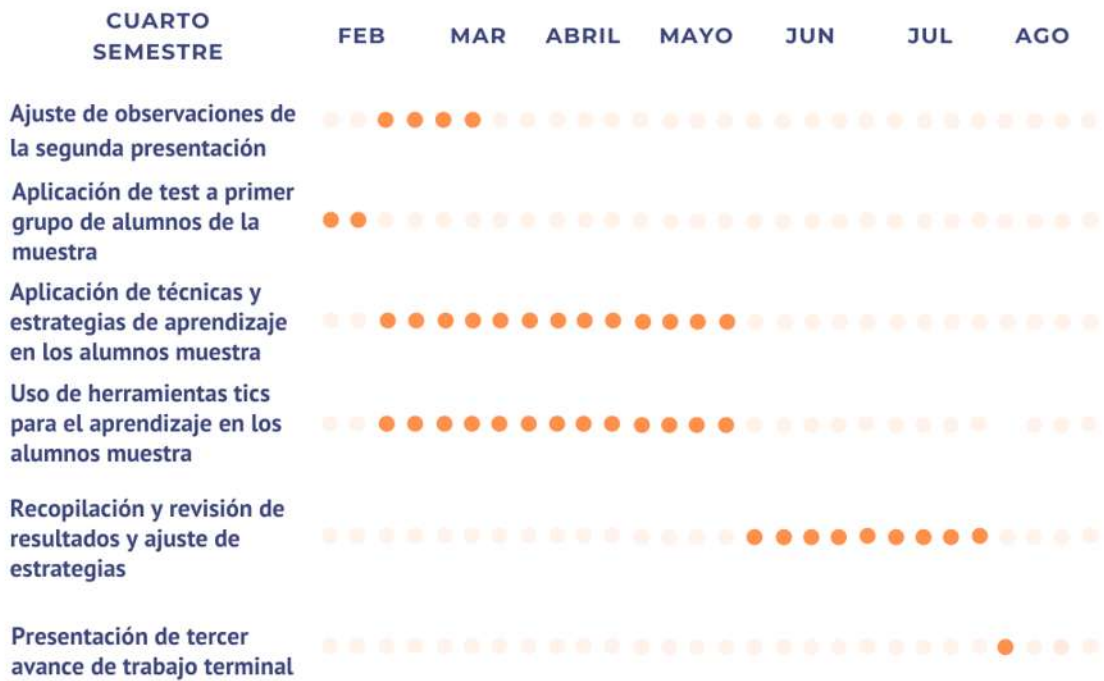 CUARTO
SEMESTRE
FEB MAR ABRIL MAYO JUN JUL AGO
Ajuste de observaciones de
la segunda presentación
Aplicación de test a primer
grupo de alumnos de la
muestra
Aplicación de técnicas y
estrategias de aprendizaje
en los alumnos muestra
Uso de herramientas tics
para el aprendizaje en los
alumnos muestra
Recopilación y revisión de
resultados y ajuste de
estrategias
Presentación de tercer
avance de trabajo terminal